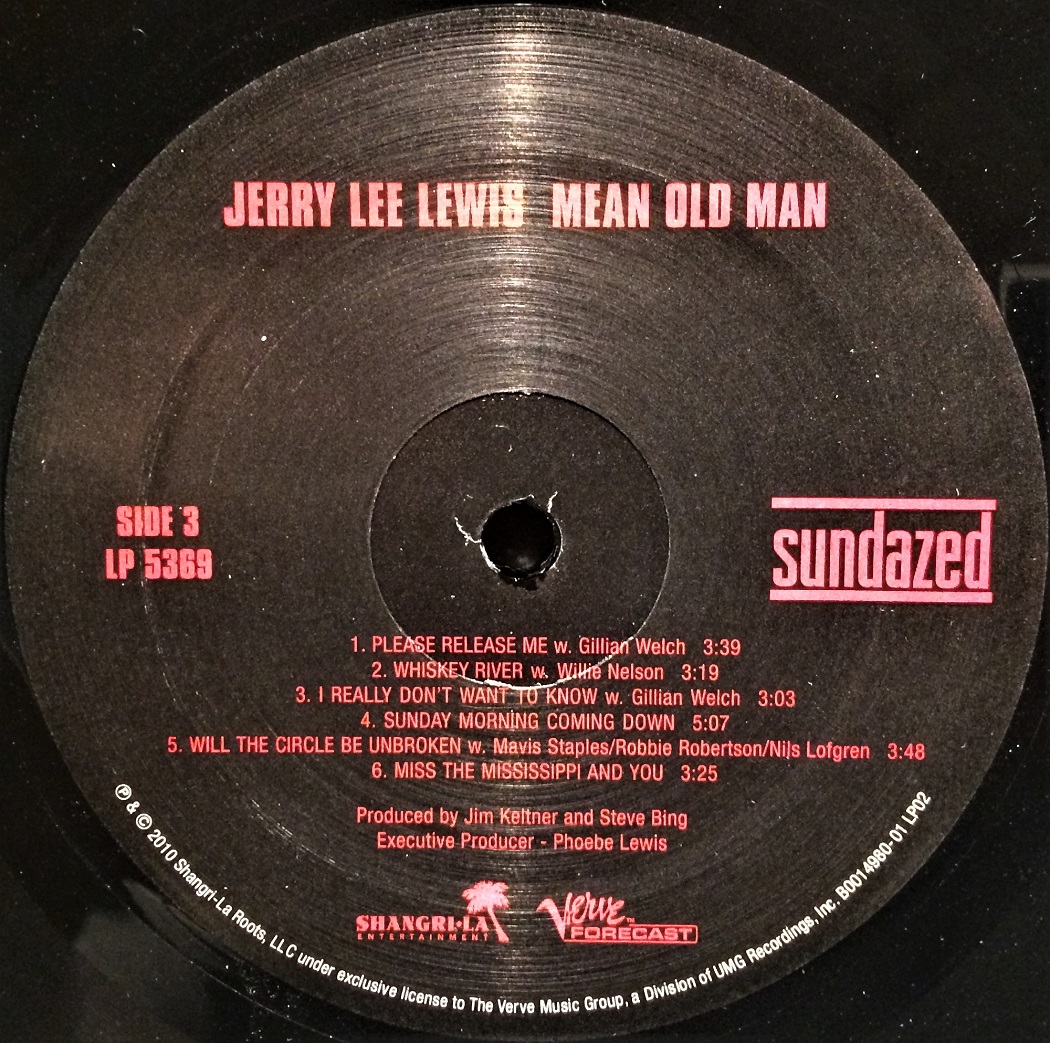 JERRY LEE LEWIS MEAN OLD MAN
SIDE 3
LP 5369
sundazed
1. PLEASE RELEASE ME w. Gillian Welch 3:39
2. WHISKEY RIVER w. Willie Nelson 3:19
3. I REALLY DON'T WANT TO KNOW w. Gillian Welch 3:03
4. SUNDAY MORNING COMING DOWN 5:07
5. WILL THE CIRCLE BE UNBROKEN w. Mavis Staples/Robbie Robertson/Nils Lofgren 3:48
6. MISS THE MISSISSIPPI AND YOU 3:25
Produced by Jim Keltner and Steve Bing
Executive Producer - Phoebe Lewis
SHANGRI-LA
ENTERTAINMENT
Verve TM
FORECAST
℗ & © 2010 Shangri-La Roots, LLC under exclusive license to The Verve Music Group, a Division of UMG Recordings, Inc. B0014980-01 LP02